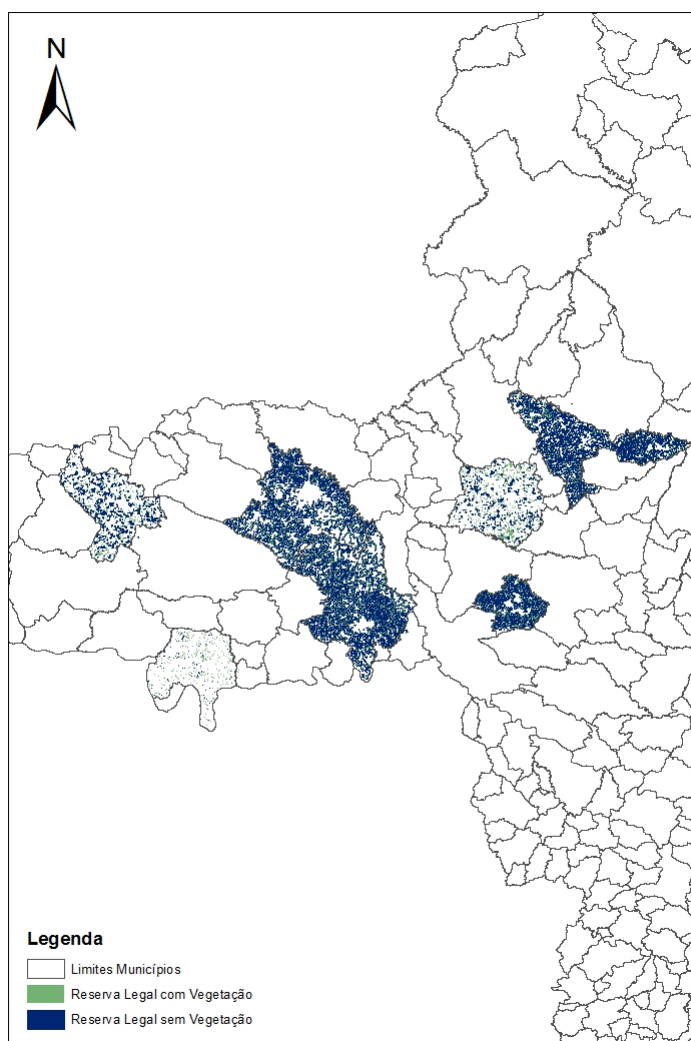 N
Legenda
Limites Municípios
Reserva Legal com Vegetação
Reserva Legal sem Vegetação